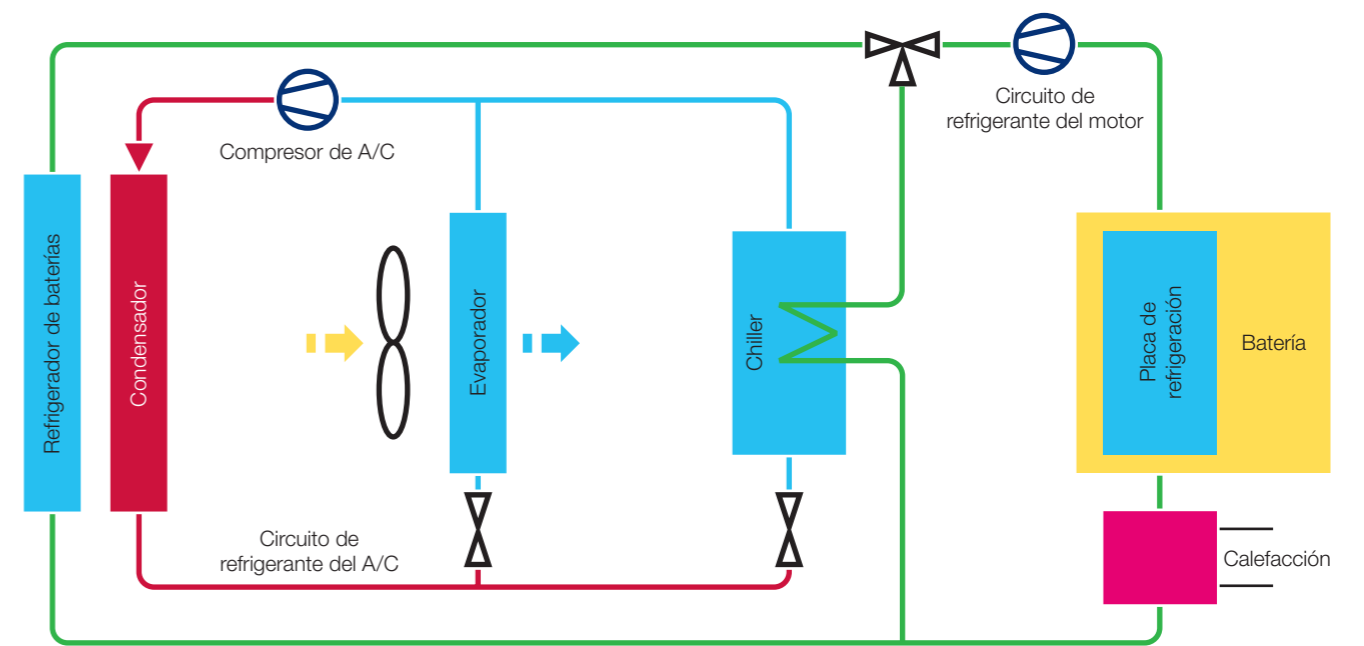 Circuito de
refrigerante del motor
Compresor de A/C
Refrigerador de baterías
Condensador
Evaporador
Chiller
Placa de
refrigeración
Batería
Circuito de
refrigerante del A/C
Calefacción